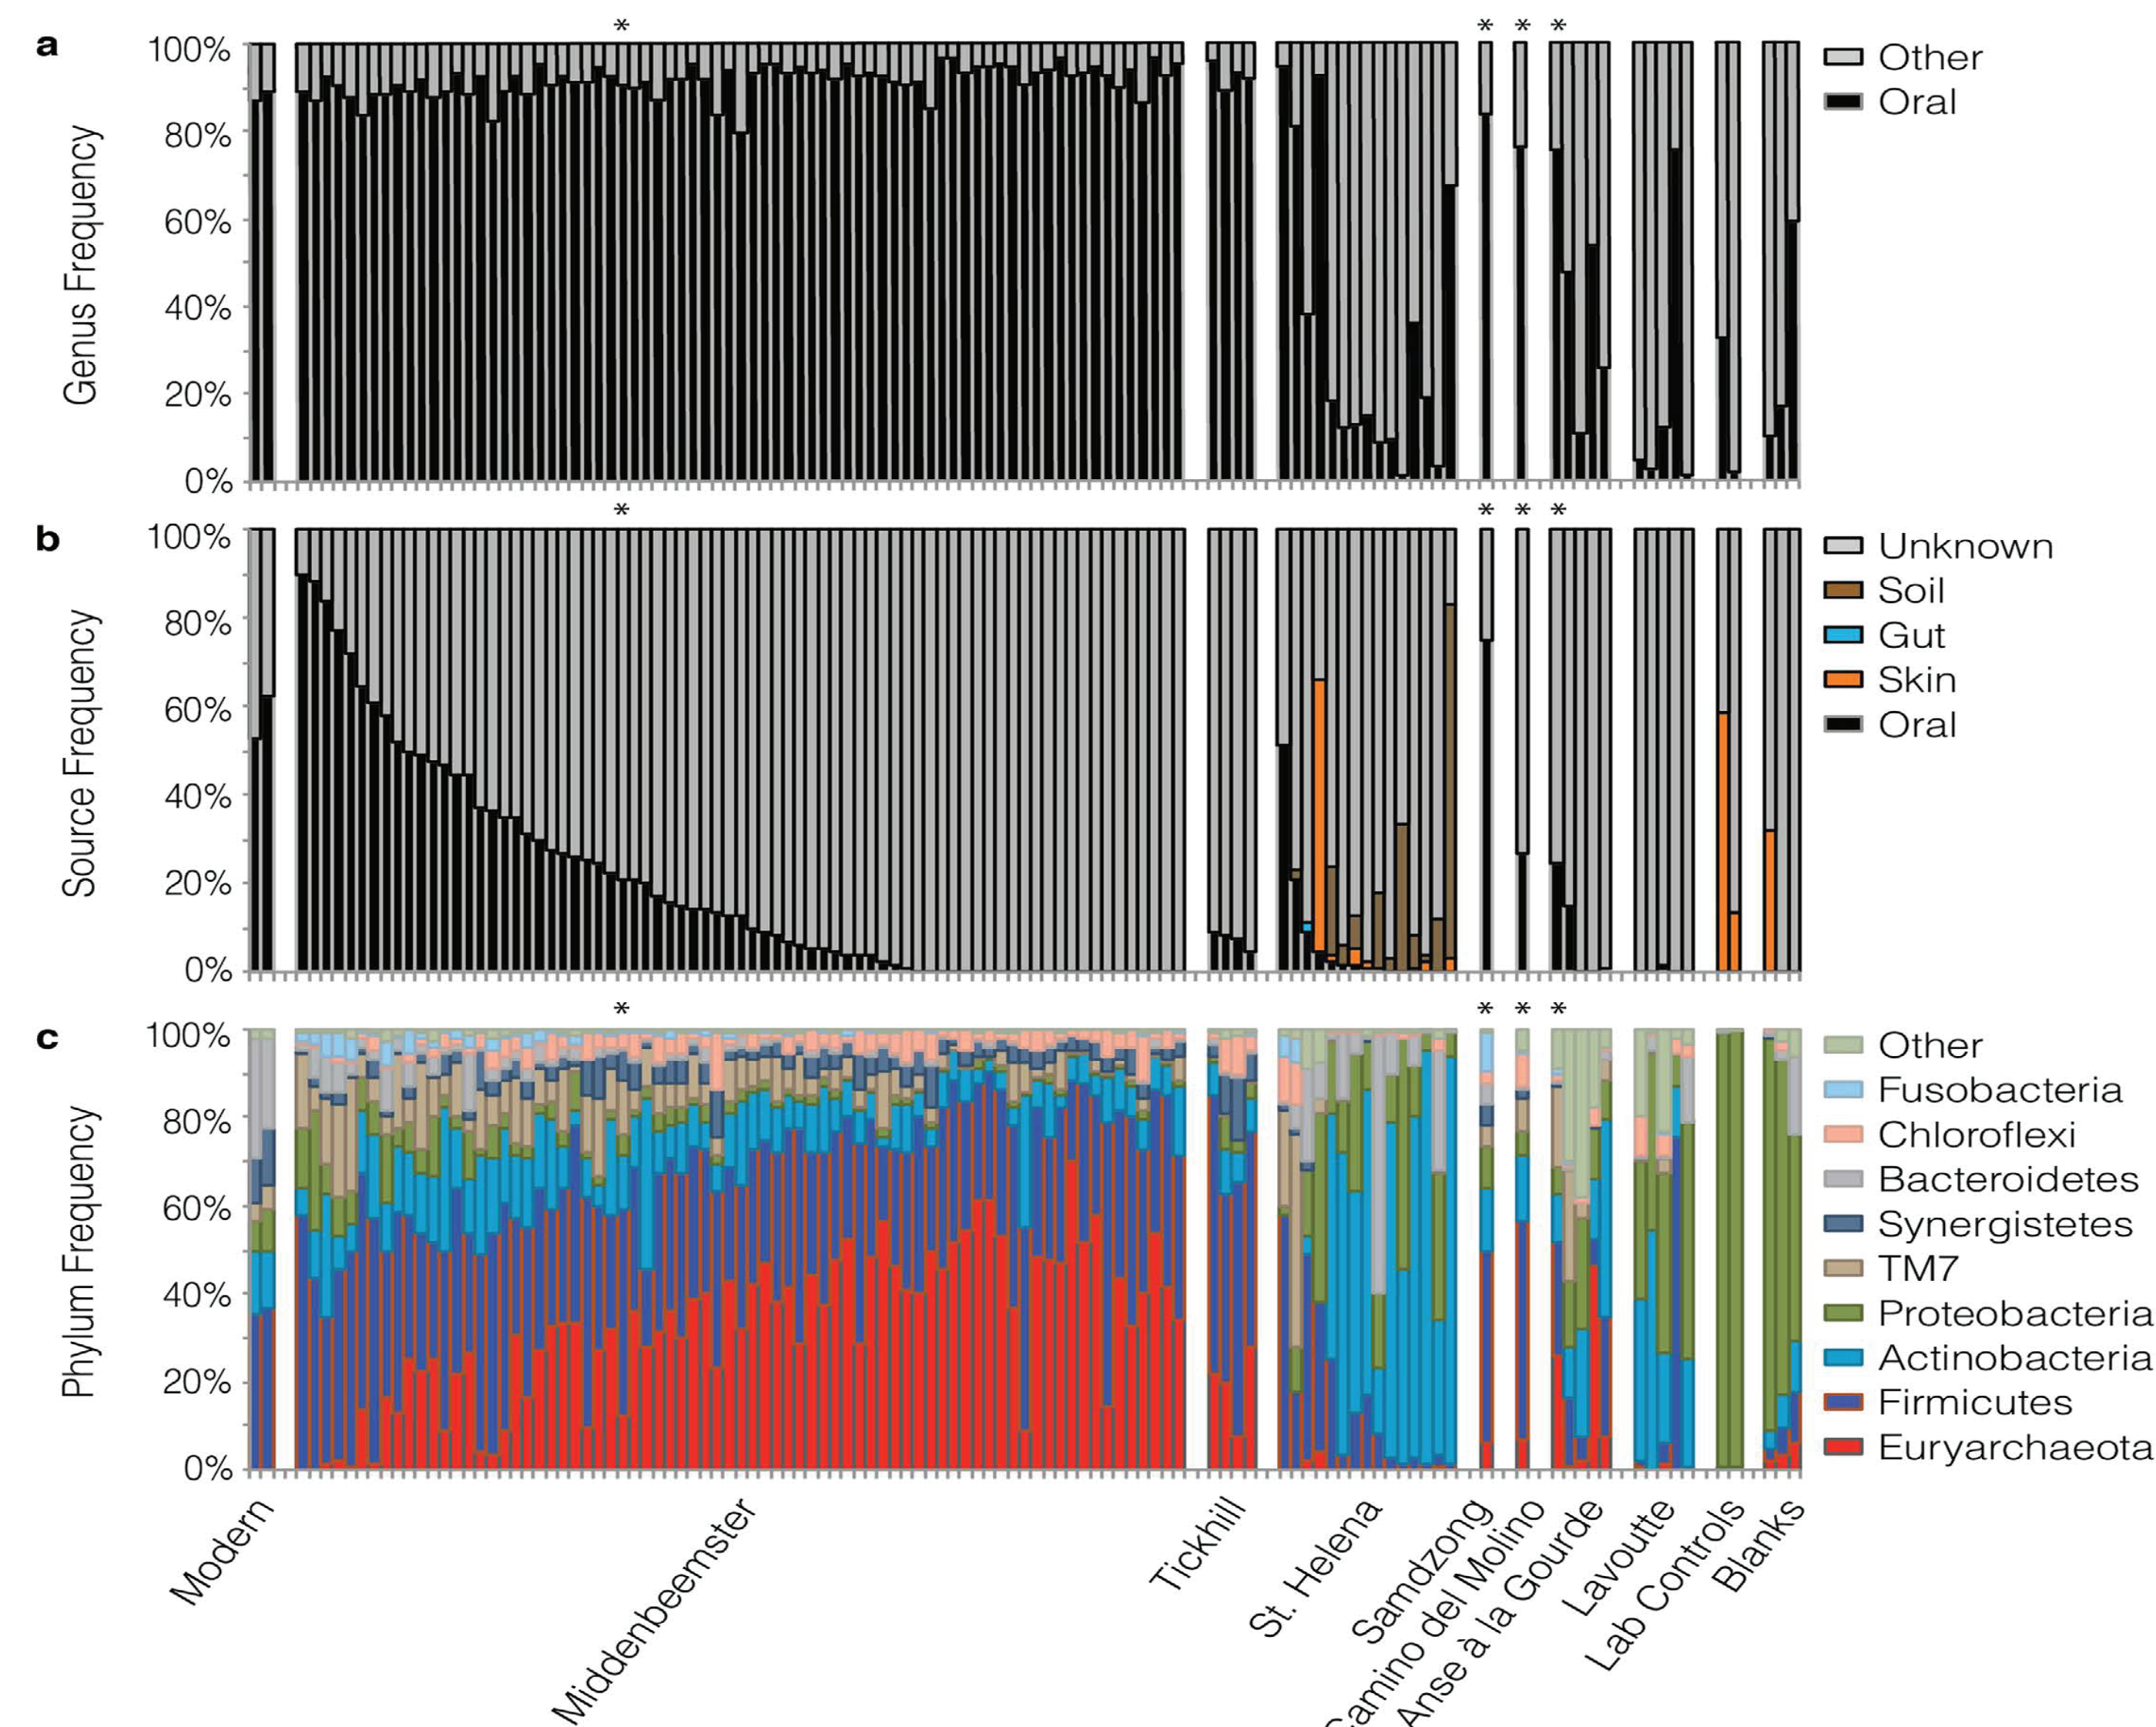 a
* * * *
Genus Frequency
100%
80%
60%
40%
20%
0%
Other
Oral
b
* * * *
Source Frequency
100%
80%
60%
40%
20%
0%
Unknown
Soil
Gut
Skin
Oral
c
* * * *
Phylum Frequency
100%
80%
60%
40%
20%
0%
Other
Fusobacteria
Chloroflexi
Bacteroidetes
Synergistetes
TM7
Proteobacteria
Actinobacteria
Firmicutes
Euryarchaeota
Modern
Middenbeemster
Tickhill
St. Helena
Samdzong
Camino del Molino
Anse à la Gourde
Lavoutte
Lab Controls
Blanks